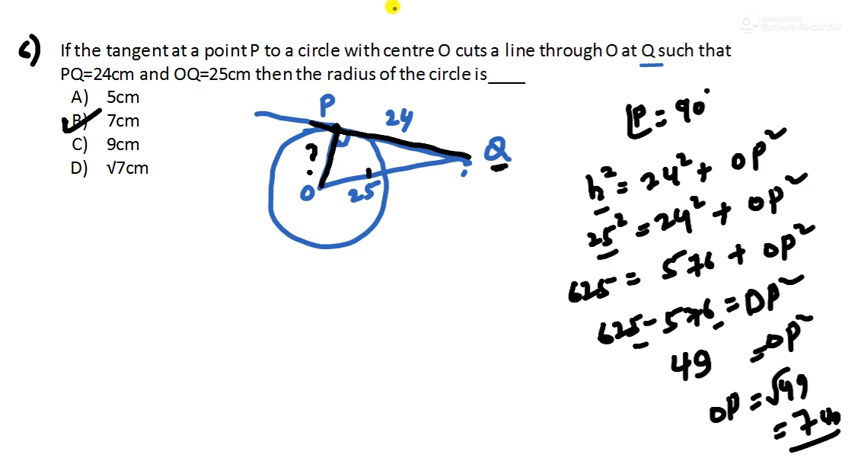 c) If the tangent at a point P to a circle with centre O cuts a line through O at Q such that
PQ=24cm and OQ=25cm then the radius of the circle is____
A) 5cm
B) 7cm
C) 9cm
D) √7cm
P
24
Q
?
O
25
∠P = 90°
h² = 24² + OP²
25² = 24² + OP²
625 = 576 + OP²
625 - 576 = OP²
49 = OP²
OP = √49
= 7